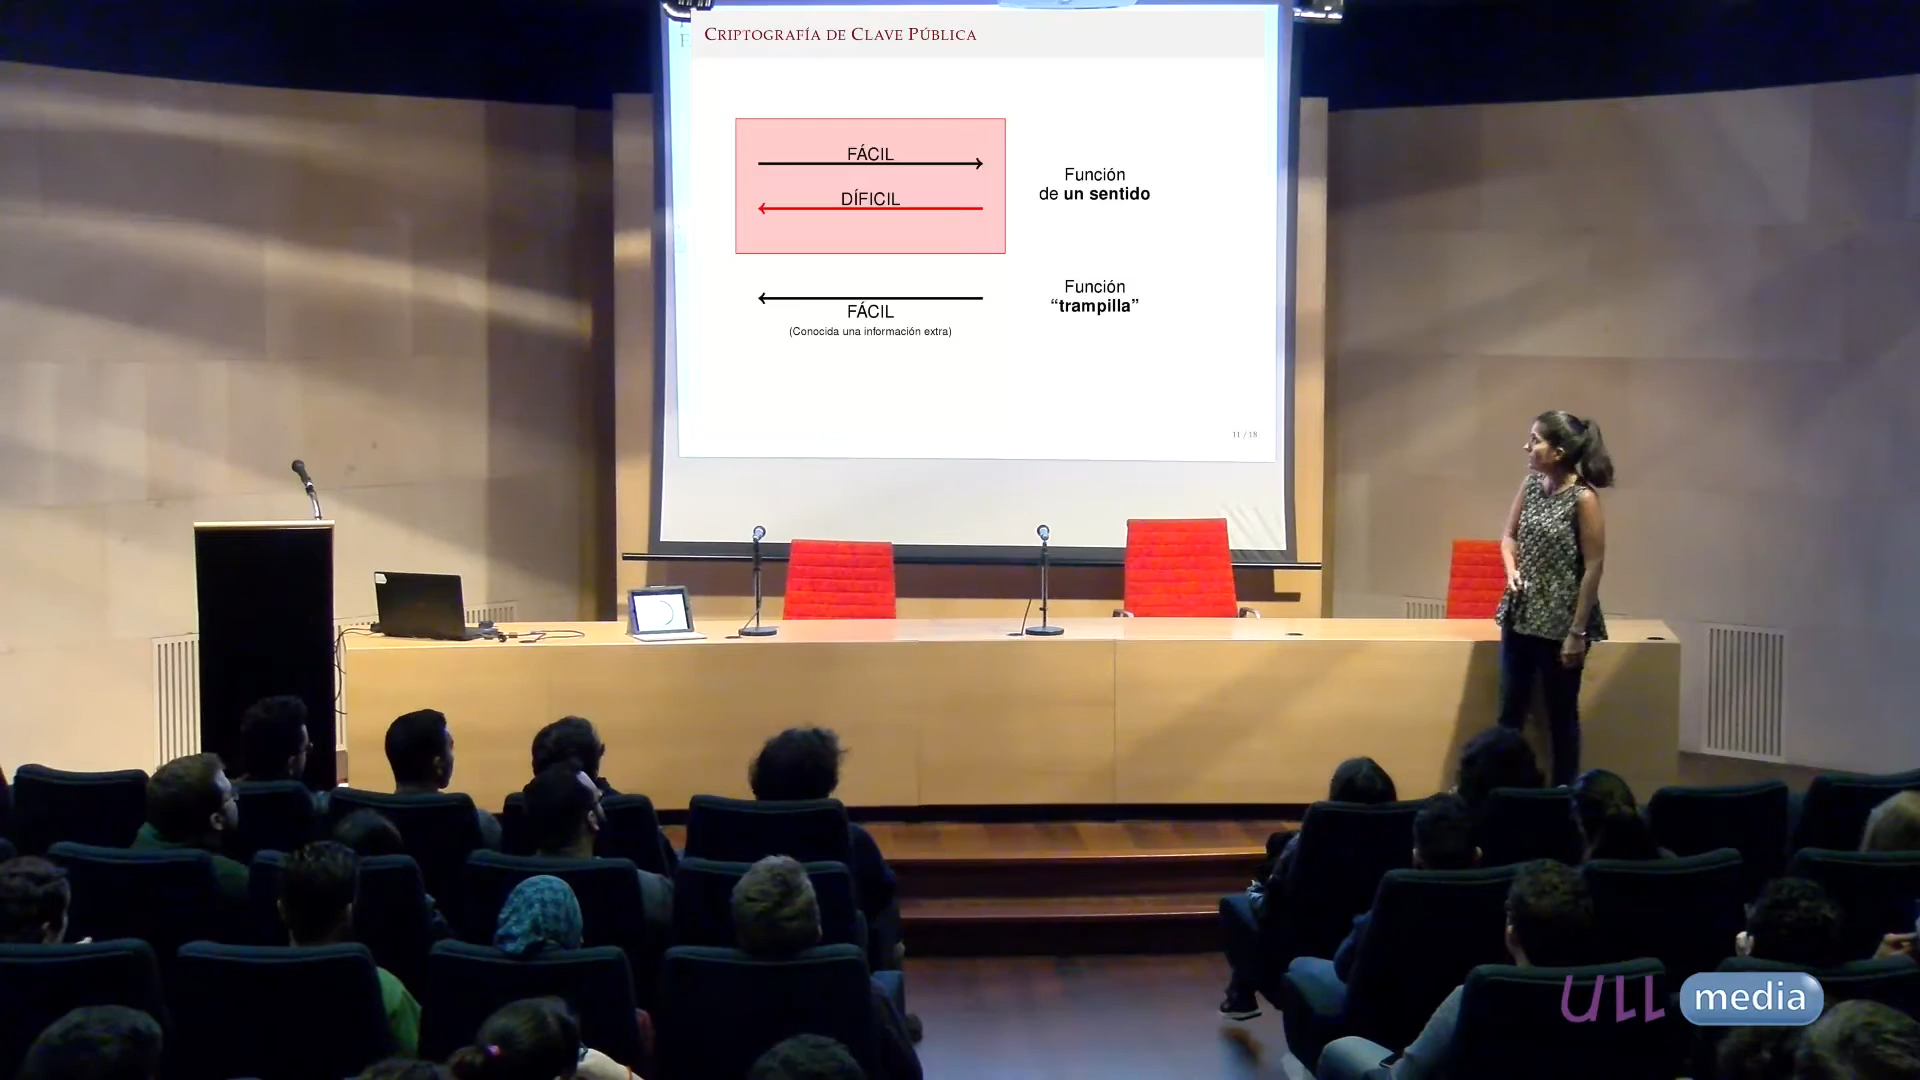 CRIPTOGRAFÍA DE CLAVE PÚBLICA
FÁCIL
DÍFICIL
Función
de un sentido
FÁCIL
(Conocida una información extra)
Función
“trampilla”
11 / 18
ULL media